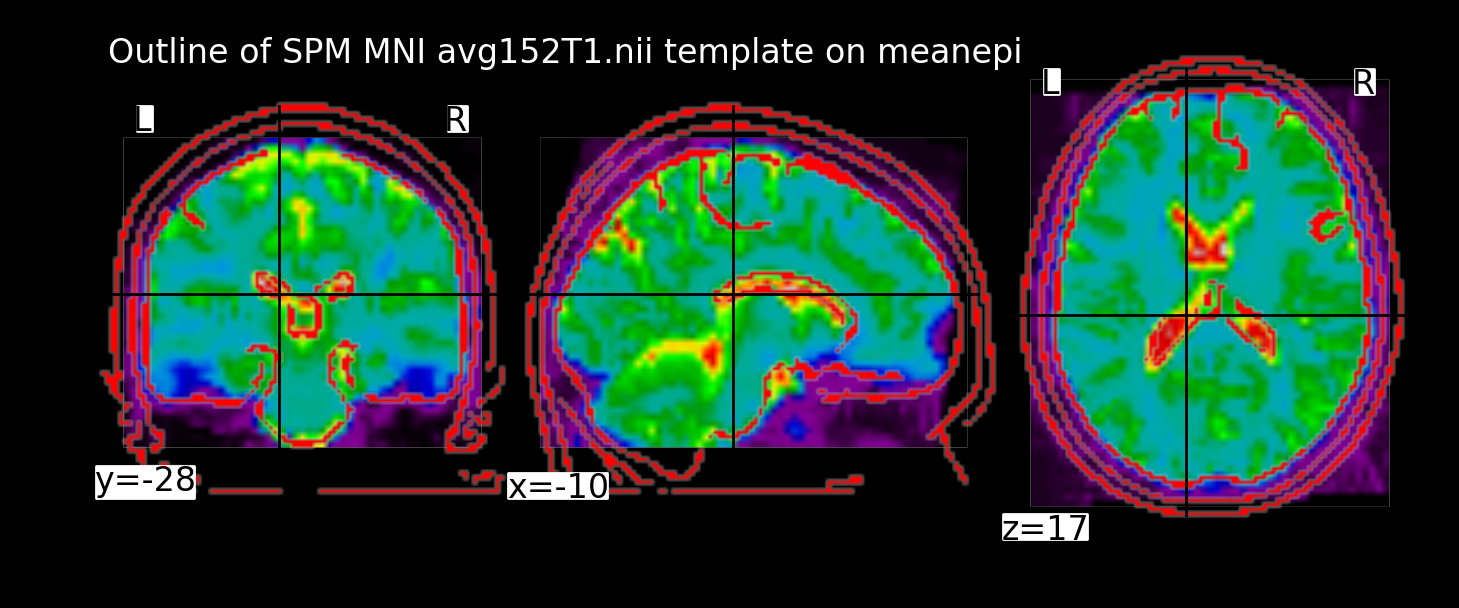 Outline of SPM MNI avg152T1.nii template on meanepi
L R
L R
y=-28
x=-10
z=17